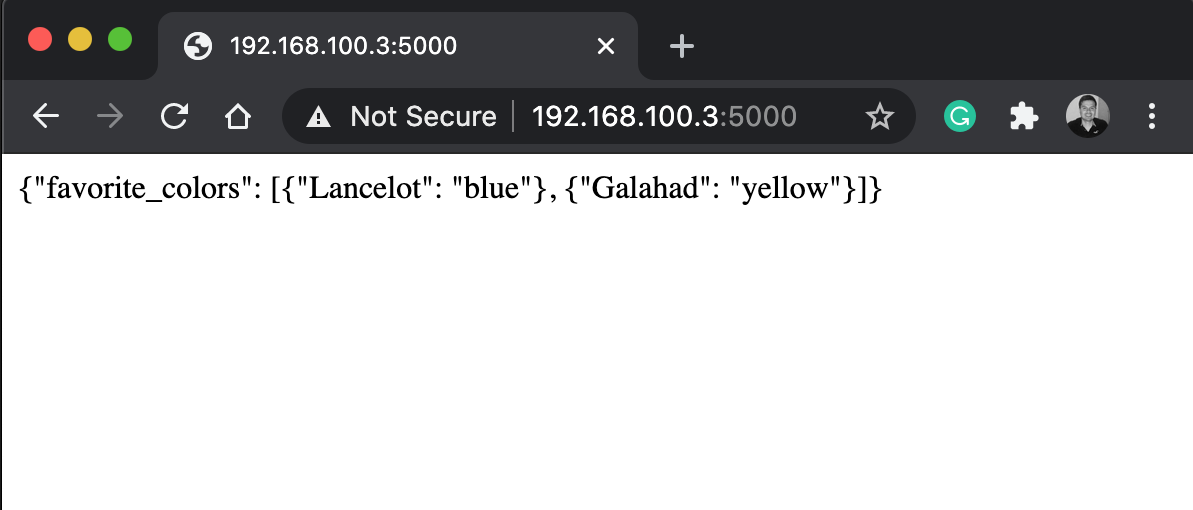 192.168.100.3:5000
Not Secure 192.168.100.3:5000
{"favorite_colors": [{"Lancelot": "blue"}, {"Galahad": "yellow"}]}